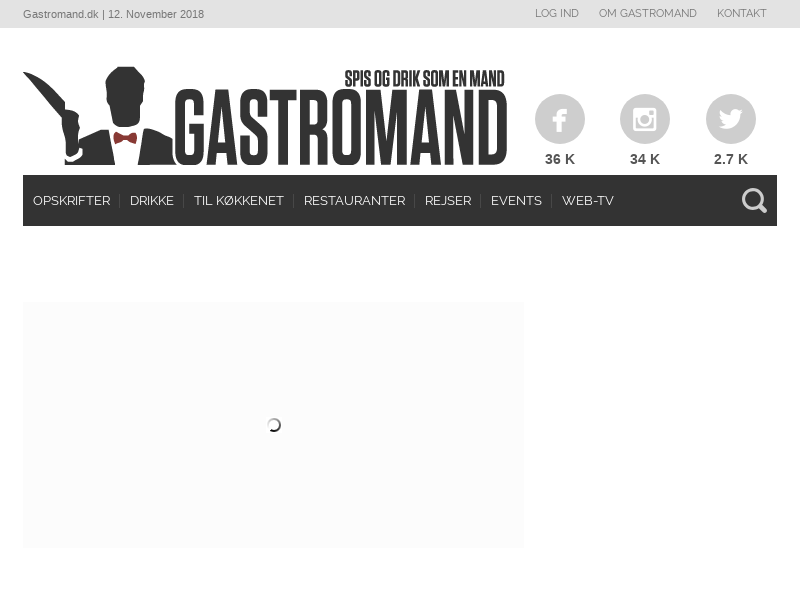 Gastromand.dk | 12. November 2018
LOG IND
OM GASTROMAND
KONTAKT
SPIS OG DRIK SOM EN MAND
GASTROMAND
36 K
34 K
2.7 K
OPSKRIFTER
DRIKKE
TIL KØKKENET
RESTAURANTER
REJSER
EVENTS
WEB-TV